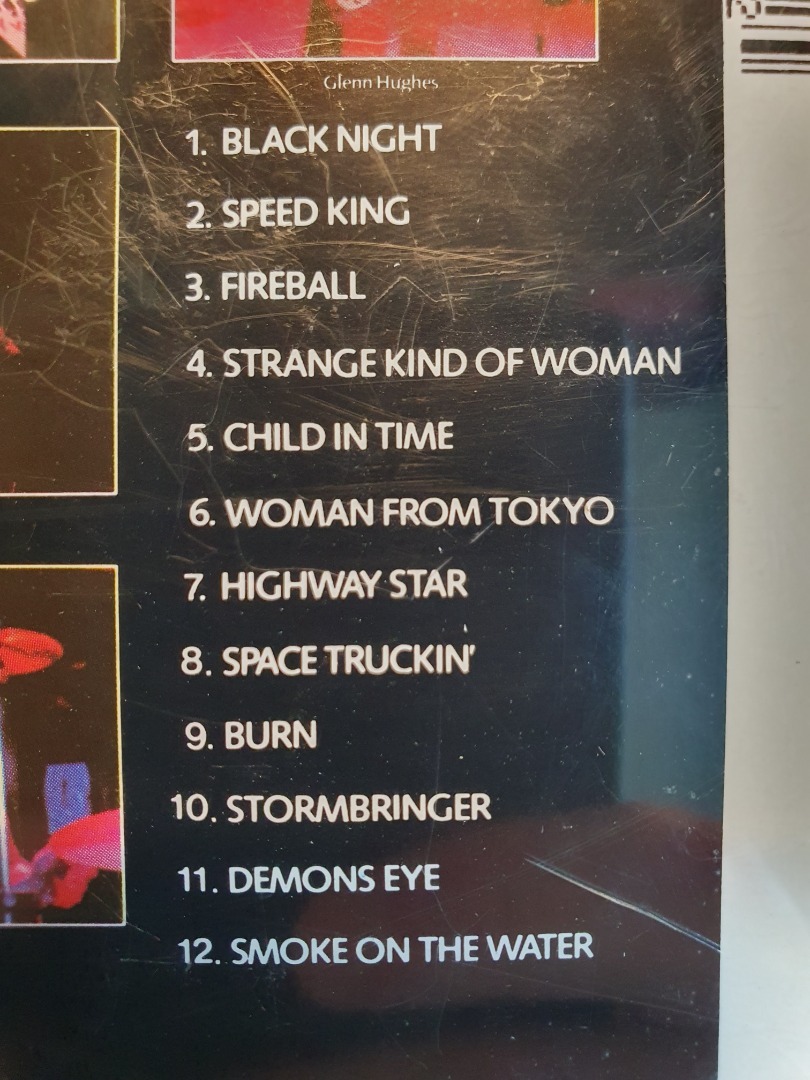 Glenn Hughes
1. BLACK NIGHT
2. SPEED KING
3. FIREBALL
4. STRANGE KIND OF WOMAN
5. CHILD IN TIME
6. WOMAN FROM TOKYO
7. HIGHWAY STAR
8. SPACE TRUCKIN'
9. BURN
10. STORMBRINGER
11. DEMONS EYE
12. SMOKE ON THE WATER